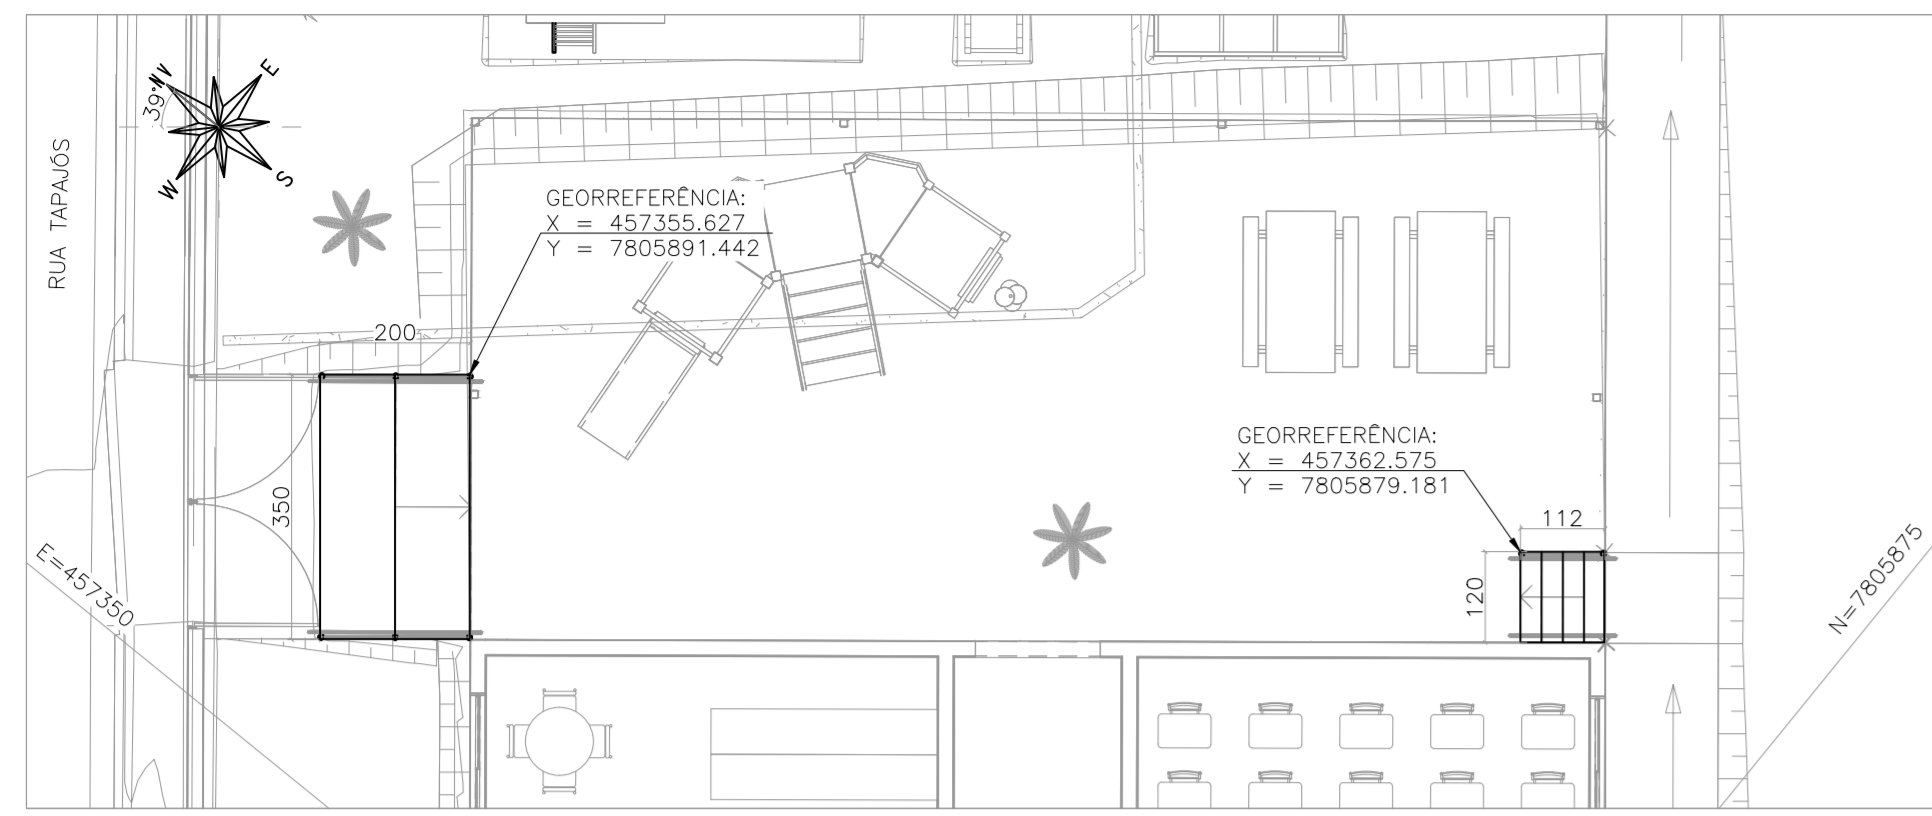 39°NV
E
S
W
RUA TAPAJÓS
GEORREFERÊNCIA:
X = 457355.627
Y = 7805891.442
200
350
E=457350
GEORREFERÊNCIA:
X = 457362.575
Y = 7805879.181
112
120
N=7805875